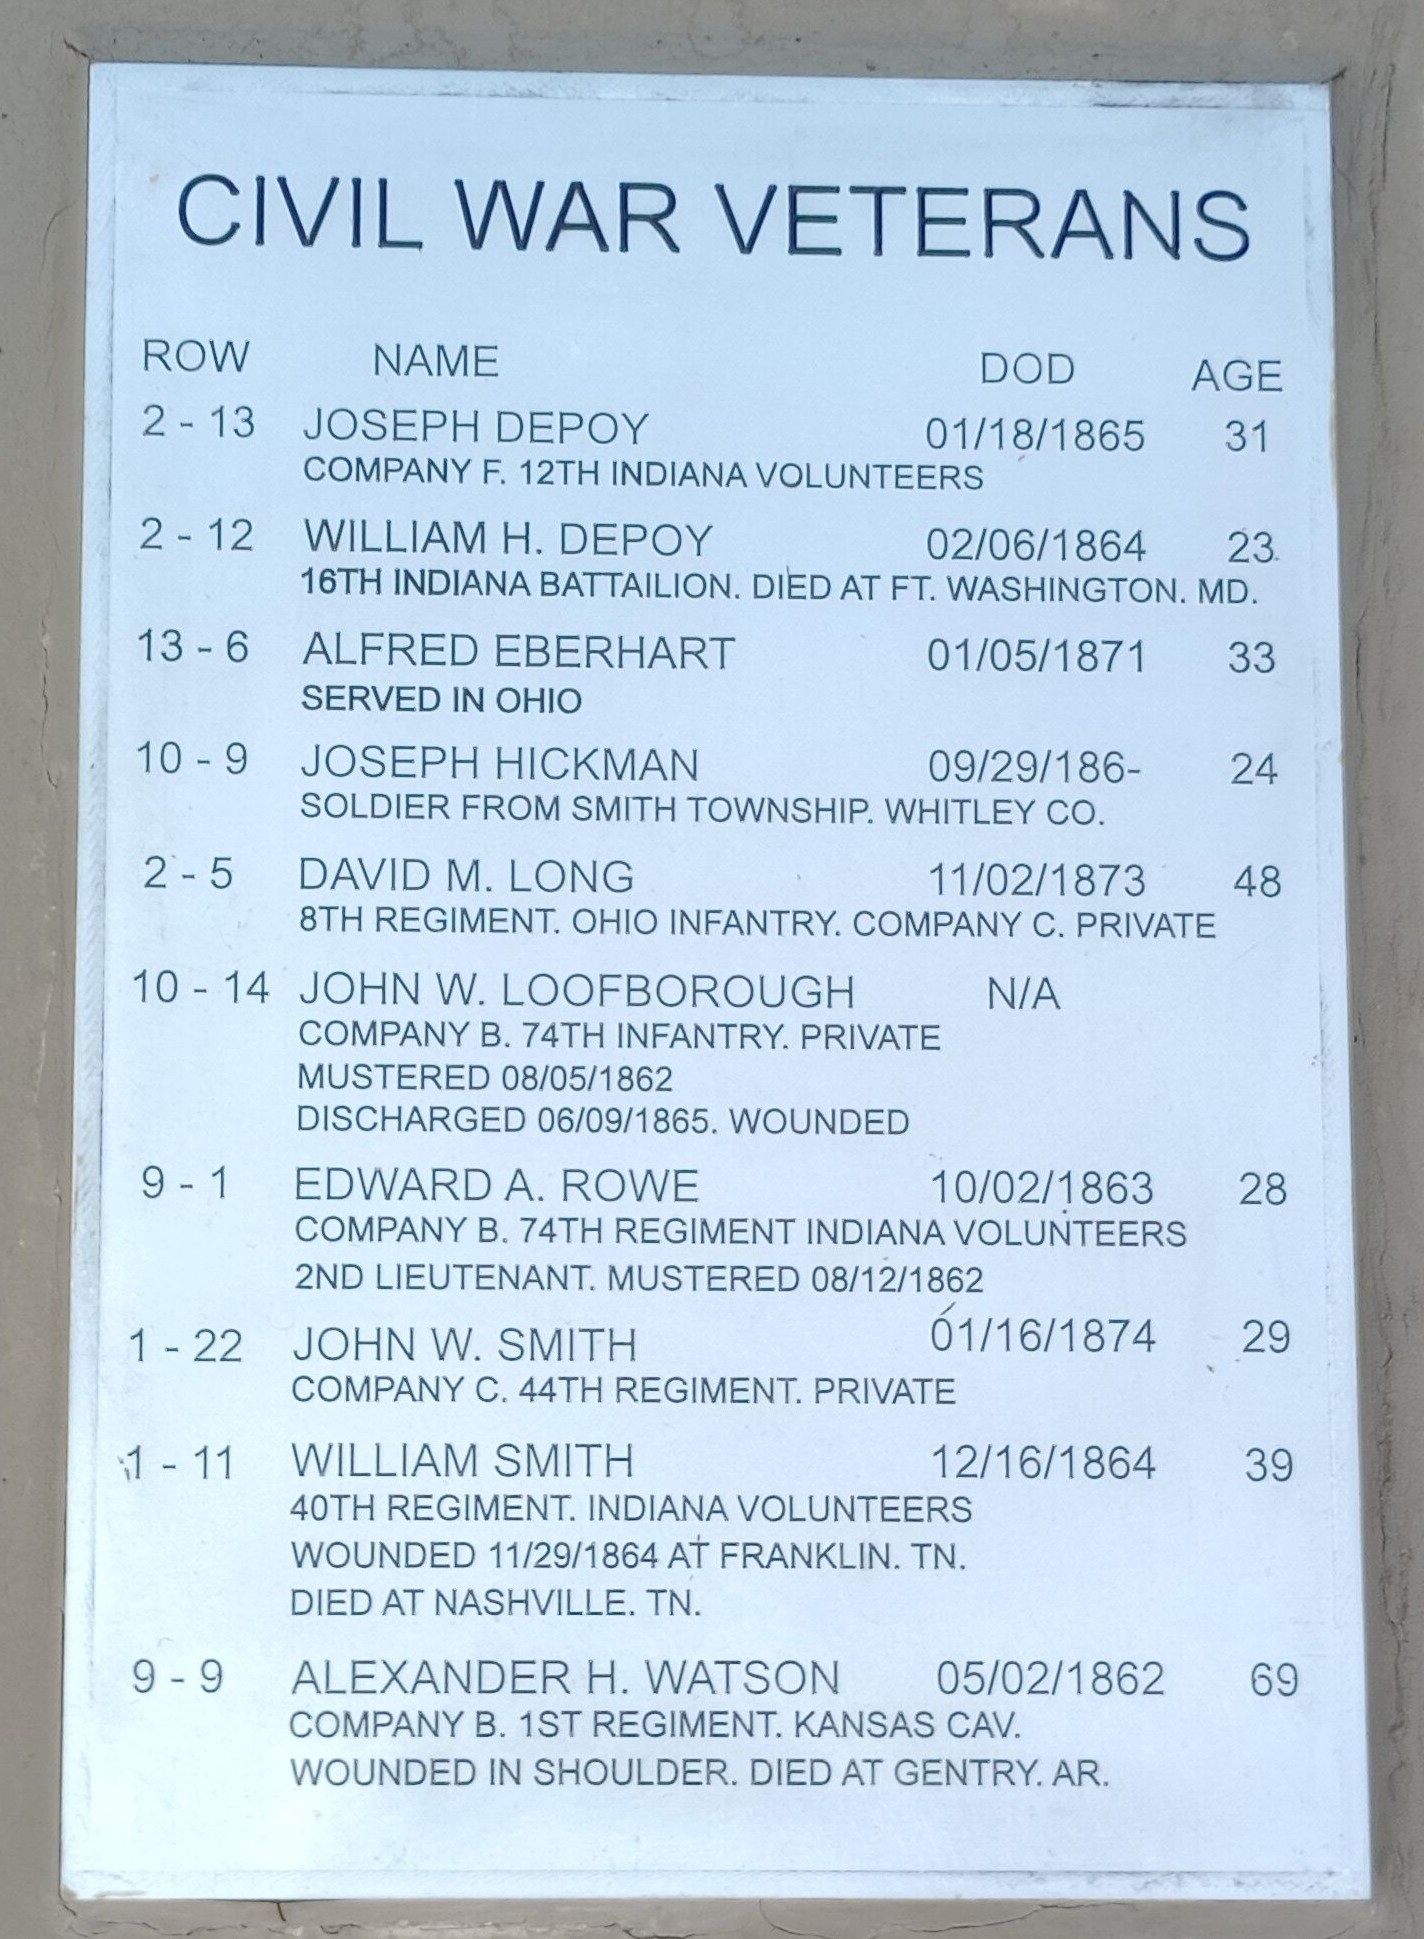 CIVIL WAR VETERANS
ROW NAME DOD AGE
2 - 13 JOSEPH DEPOY 01/18/1865 31
COMPANY F. 12TH INDIANA VOLUNTEERS
2 - 12 WILLIAM H. DEPOY 02/06/1864 23
16TH INDIANA BATTAILION. DIED AT FT. WASHINGTON. MD.
13 - 6 ALFRED EBERHART 01/05/1871 33
SERVED IN OHIO
10 - 9 JOSEPH HICKMAN 09/29/186- 24
SOLDIER FROM SMITH TOWNSHIP. WHITLEY CO.
2 - 5 DAVID M. LONG 11/02/1873 48
8TH REGIMENT. OHIO INFANTRY. COMPANY C. PRIVATE
10 - 14 JOHN W. LOOFBOROUGH N/A
COMPANY B. 74TH INFANTRY. PRIVATE
MUSTERED 08/05/1862
DISCHARGED 06/09/1865. WOUNDED
9 - 1 EDWARD A. ROWE 10/02/1863 28
COMPANY B. 74TH REGIMENT INDIANA VOLUNTEERS
2ND LIEUTENANT. MUSTERED 08/12/1862
1 - 22 JOHN W. SMITH 01/16/1874 29
COMPANY C. 44TH REGIMENT. PRIVATE
1 - 11 WILLIAM SMITH 12/16/1864 39
40TH REGIMENT. INDIANA VOLUNTEERS
WOUNDED 11/29/1864 AT FRANKLIN. TN.
DIED AT NASHVILLE. TN.
9 - 9 ALEXANDER H. WATSON 05/02/1862 69
COMPANY B. 1ST REGIMENT. KANSAS CAV.
WOUNDED IN SHOULDER. DIED AT GENTRY. AR.